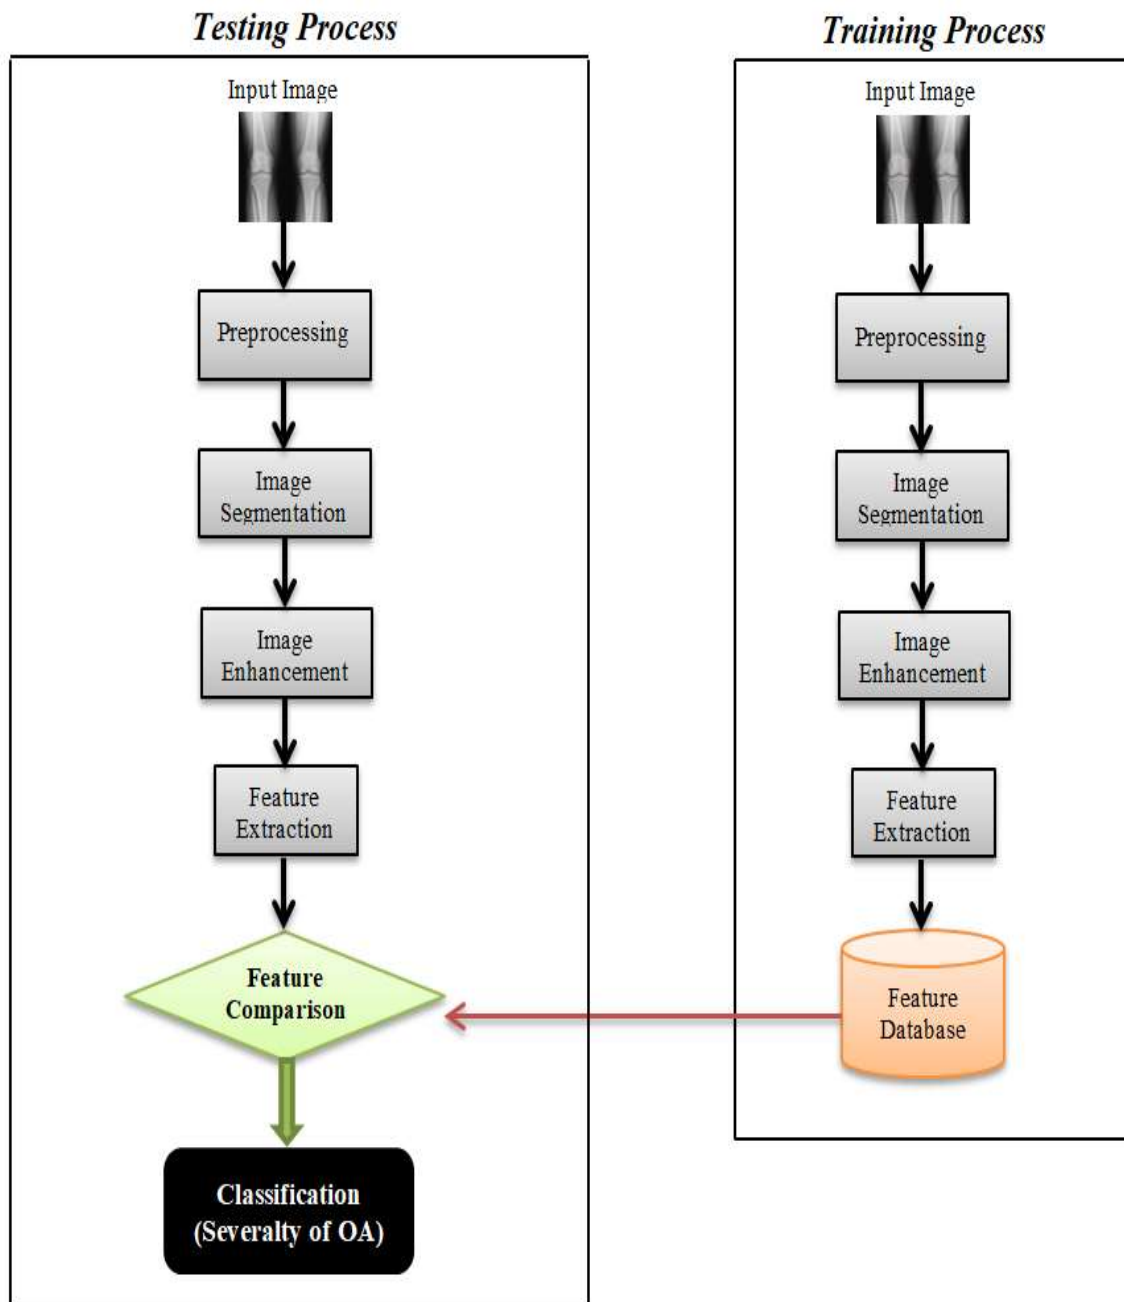 Testing Process
Input Image
Preprocessing
Image
Segmentation
Image
Enhancement
Feature
Extraction
Feature
Comparison
Classification
(Severalty of OA)
Training Process
Input Image
Preprocessing
Image
Segmentation
Image
Enhancement
Feature
Extraction
Feature
Database